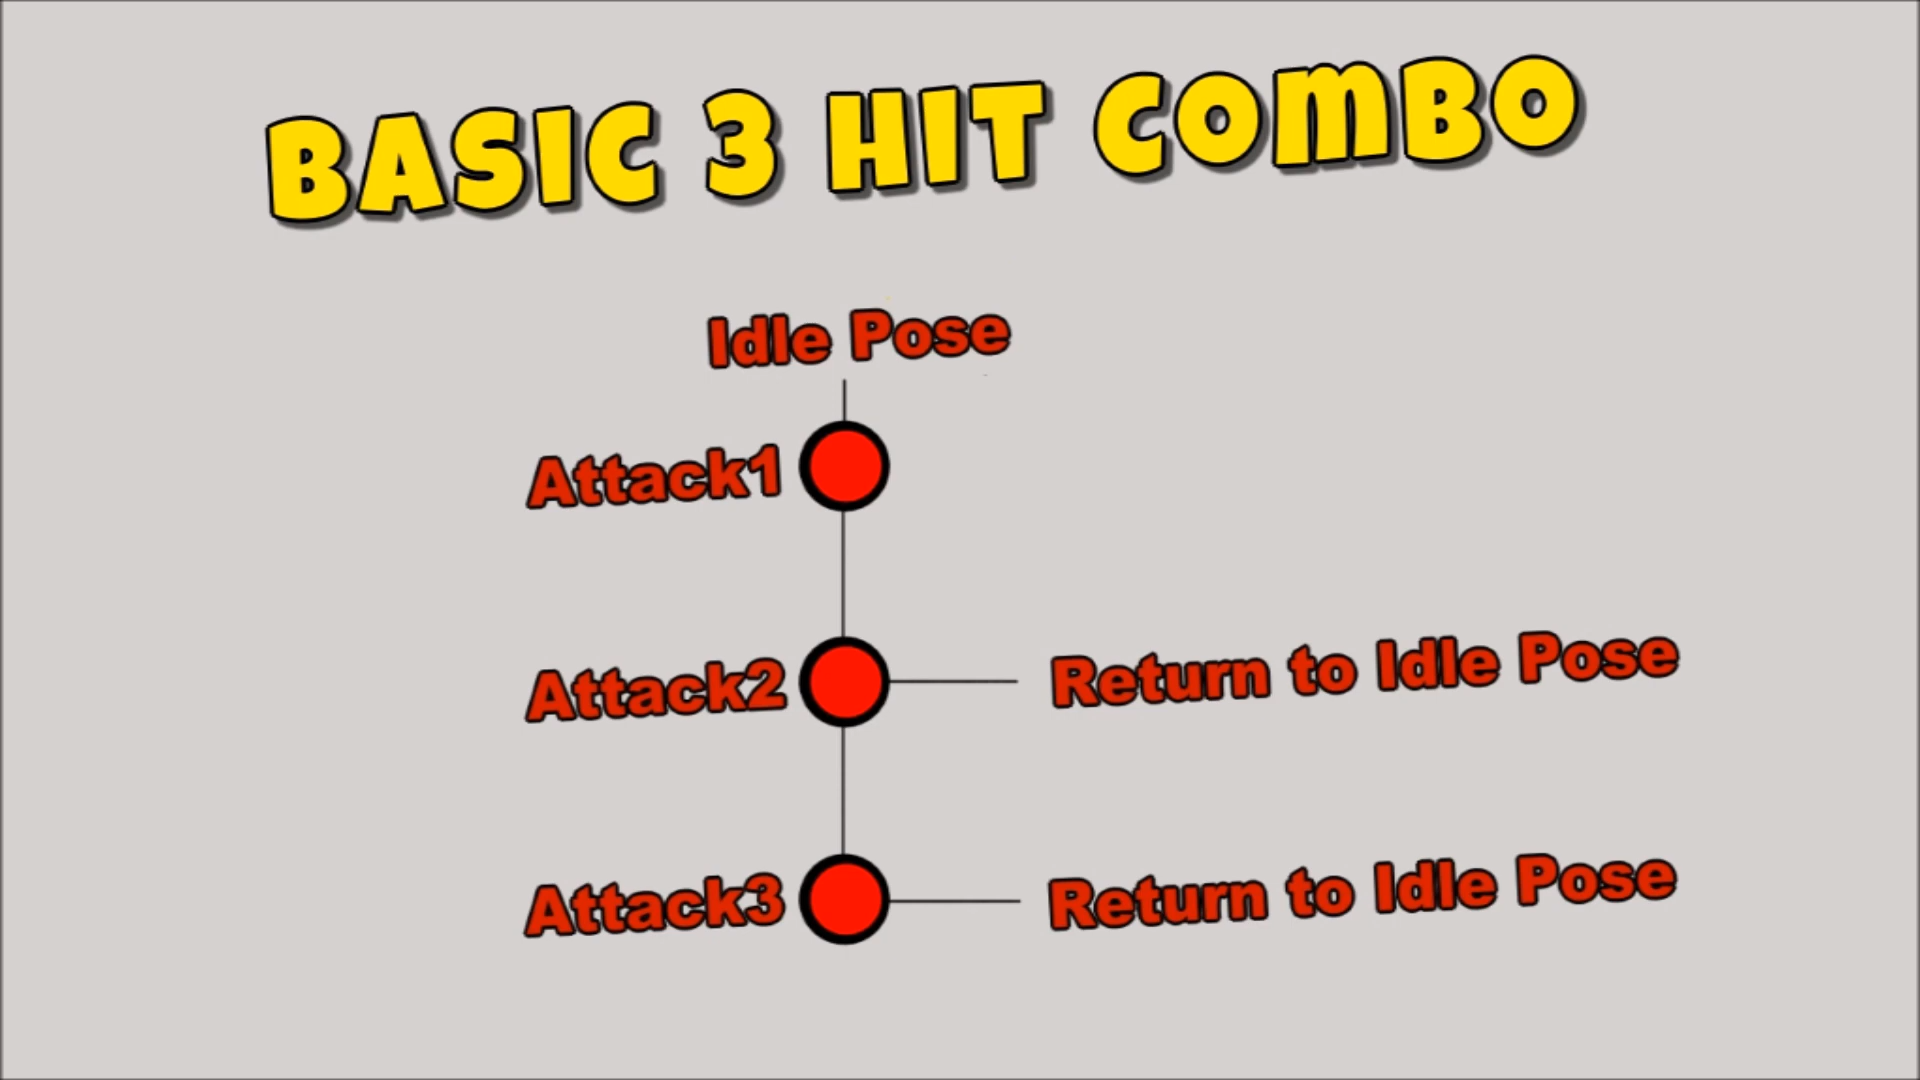 BASIC 3 HIT COMBO
Idle Pose
Attack1
Attack2
Return to Idle Pose
Attack3
Return to Idle Pose